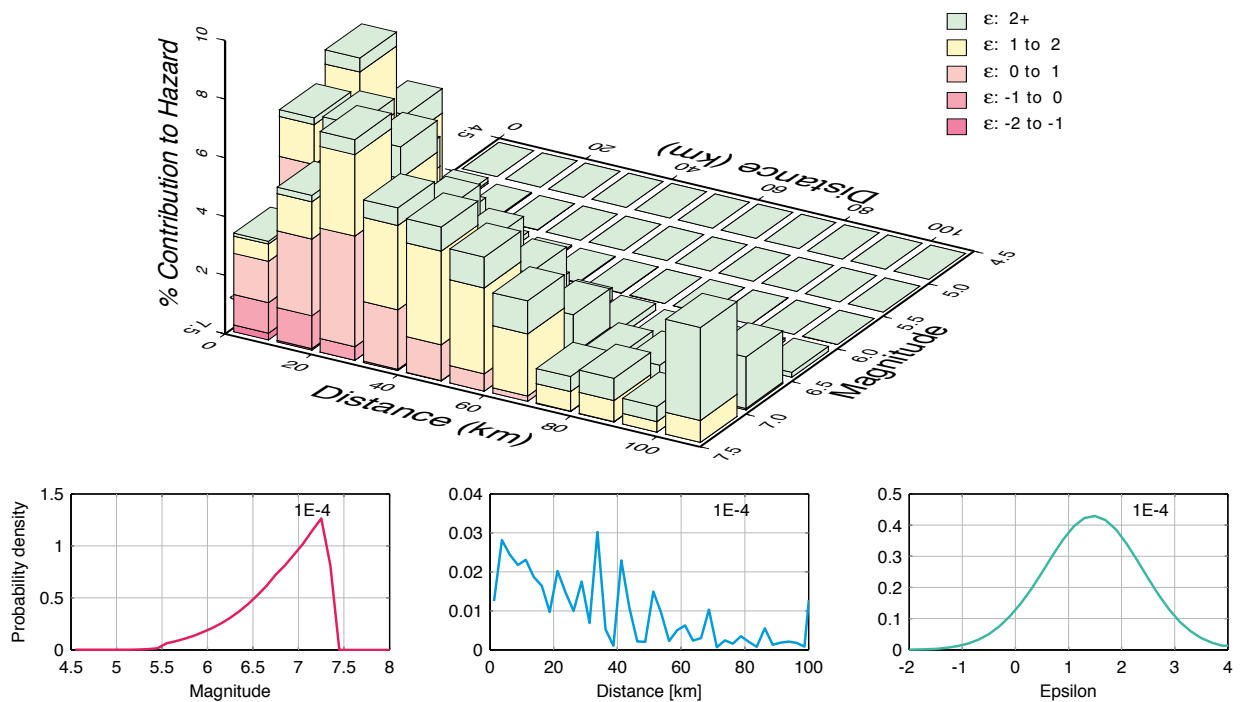 ε: 2+
ε: 1 to 2
ε: 0 to 1
ε: -1 to 0
ε: -2 to -1
% Contribution to Hazard
10
8
6
4
2
7.5
0
20
40
60
80
100
Distance (km)
4.5
0
20
40
60
80
100
Distance (km)
4.5
5.0
5.5
6.0
6.5
7.0
7.5
Magnitude
Probability density
1.5
1
0.5
0
1E-4
4.5 5 5.5 6 6.5 7 7.5 8
Magnitude
0.04
0.03
0.02
0.01
0
1E-4
0 20 40 60 80 100
Distance [km]
0.5
0.4
0.3
0.2
0.1
0
1E-4
-2 -1 0 1 2 3 4
Epsilon